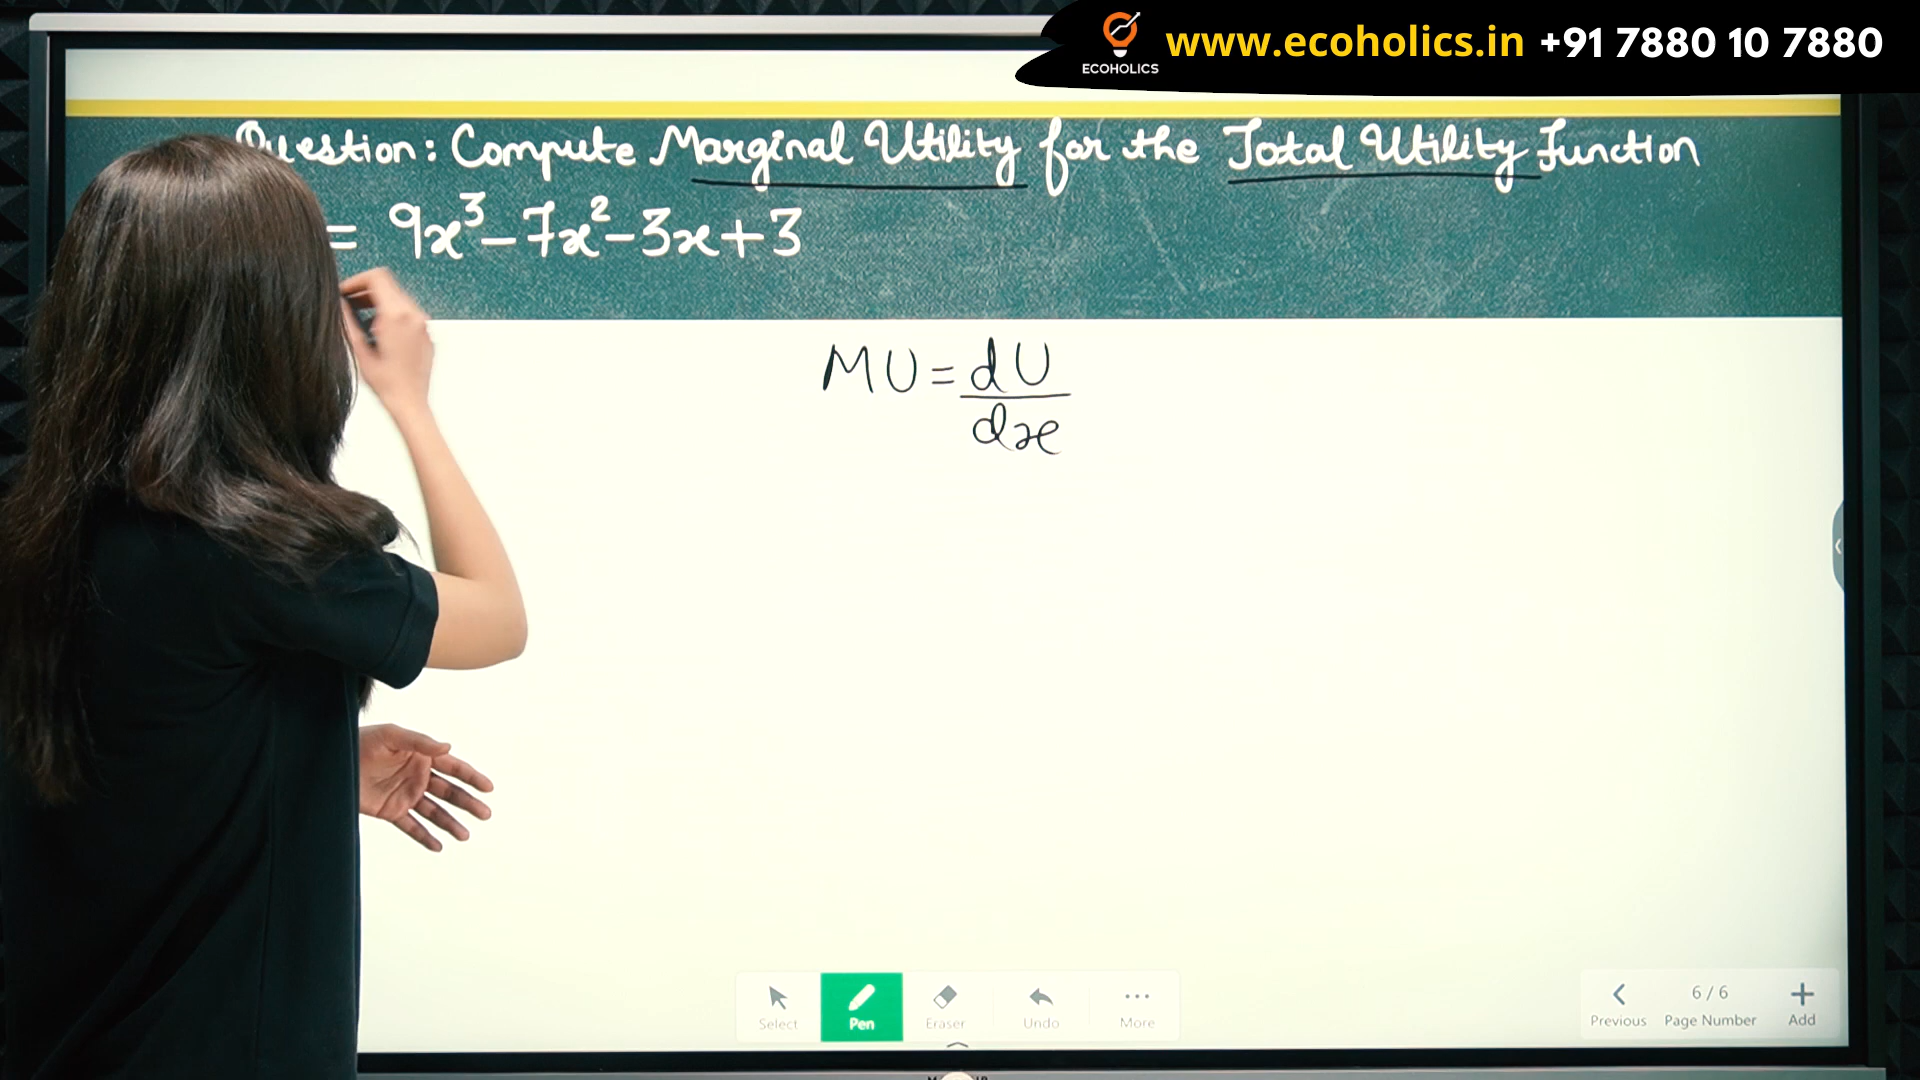 www.ecoholics.in +91 7880 10 7880
ECOHOLICS
Question: Compute Marginal Utility for the Total Utility Function
= 9x³-7x²-3x+3
MU = dU
dx
Select Pen Eraser Undo More
6 / 6
Previous Page Number Add